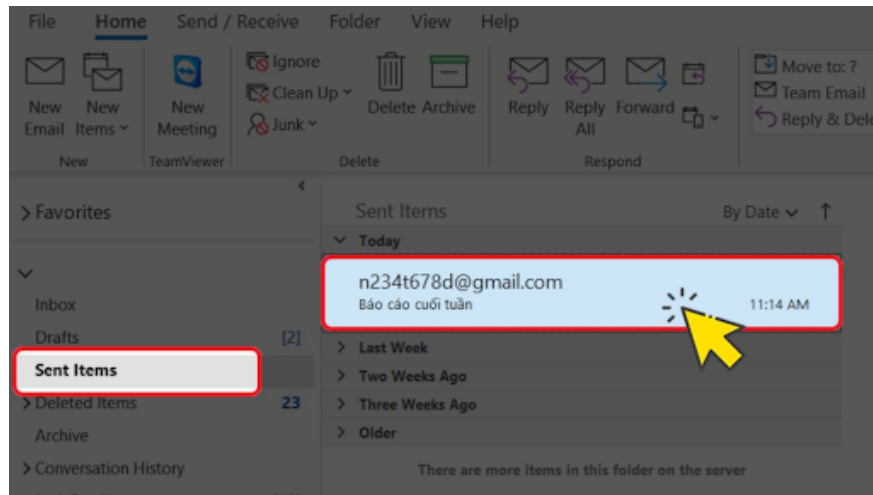 File Home Send / Receive Folder View Help
New Email
New Items
New Meeting
Ignore
Clean Up
Junk
Delete
Archive
Reply
Reply All
Forward
Move to: ?
Team Email
Reply & Dele
New
TeamViewer
Delete
Respond
Favorites
Inbox
Drafts [2]
Sent Items
Deleted Items 23
Archive
Conversation History
Sent Items By Date
Today
n234t678d@gmail.com
Báo cáo cuối tuần 11:14 AM
Last Week
Two Weeks Ago
Three Weeks Ago
Older
There are more items in this folder on the server